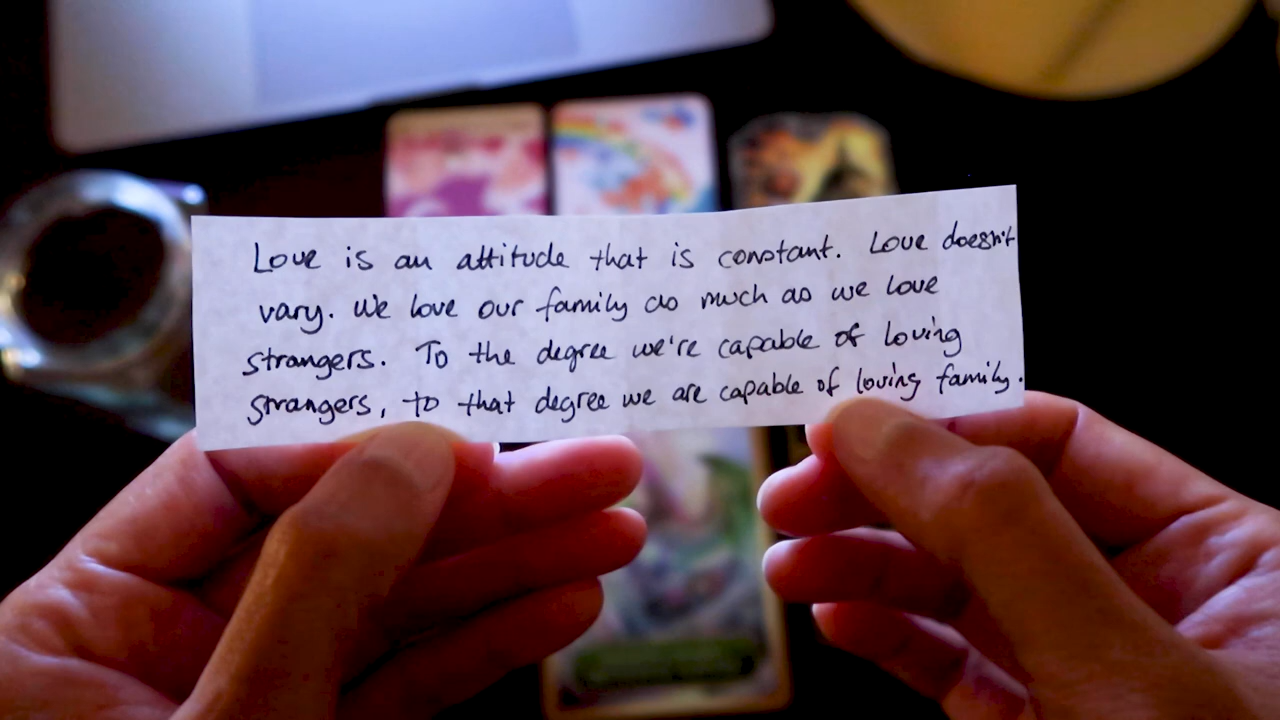 Love is an attitude that is constant. Love doesn't
vary. We love our family as much as we love
strangers. To the degree we're capable of loving
strangers, to that degree we are capable of loving family.